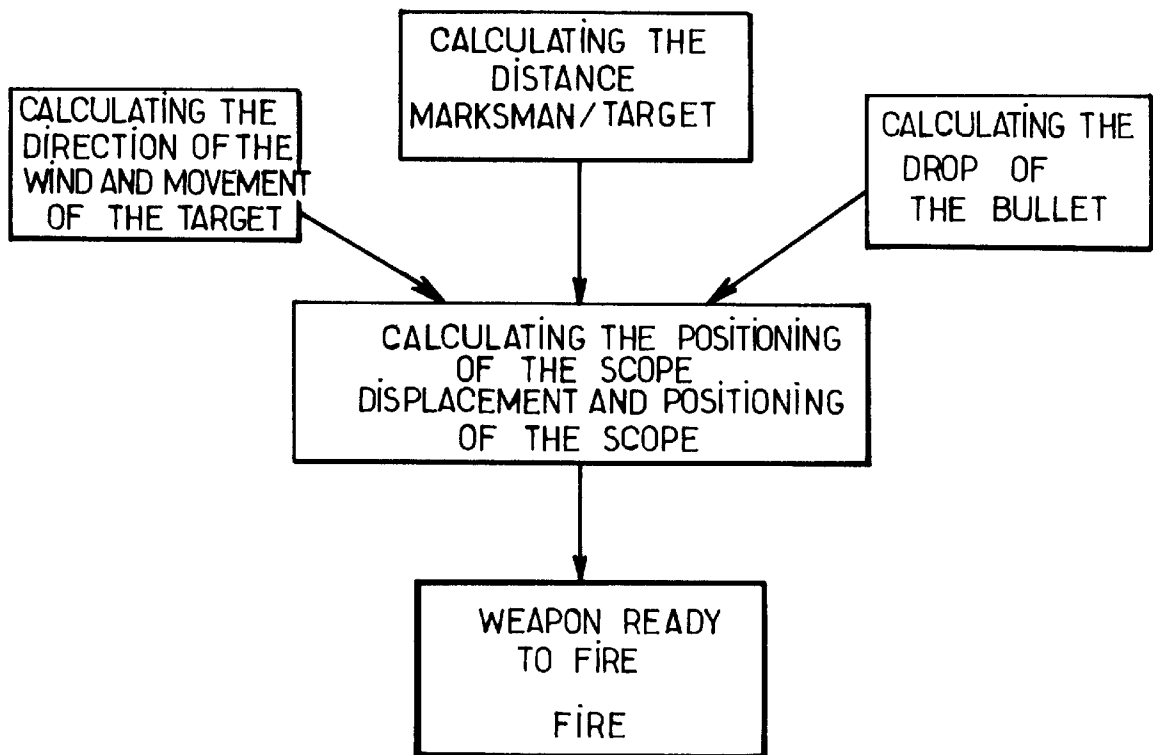 CALCULATING THE
DISTANCE
MARKSMAN/TARGET
CALCULATING THE
DIRECTION OF THE
WIND AND MOVEMENT
OF THE TARGET
CALCULATING THE
DROP OF
THE BULLET
CALCULATING THE POSITIONING
OF THE SCOPE
DISPLACEMENT AND POSITIONING
OF THE SCOPE
WEAPON READY
TO FIRE
FIRE